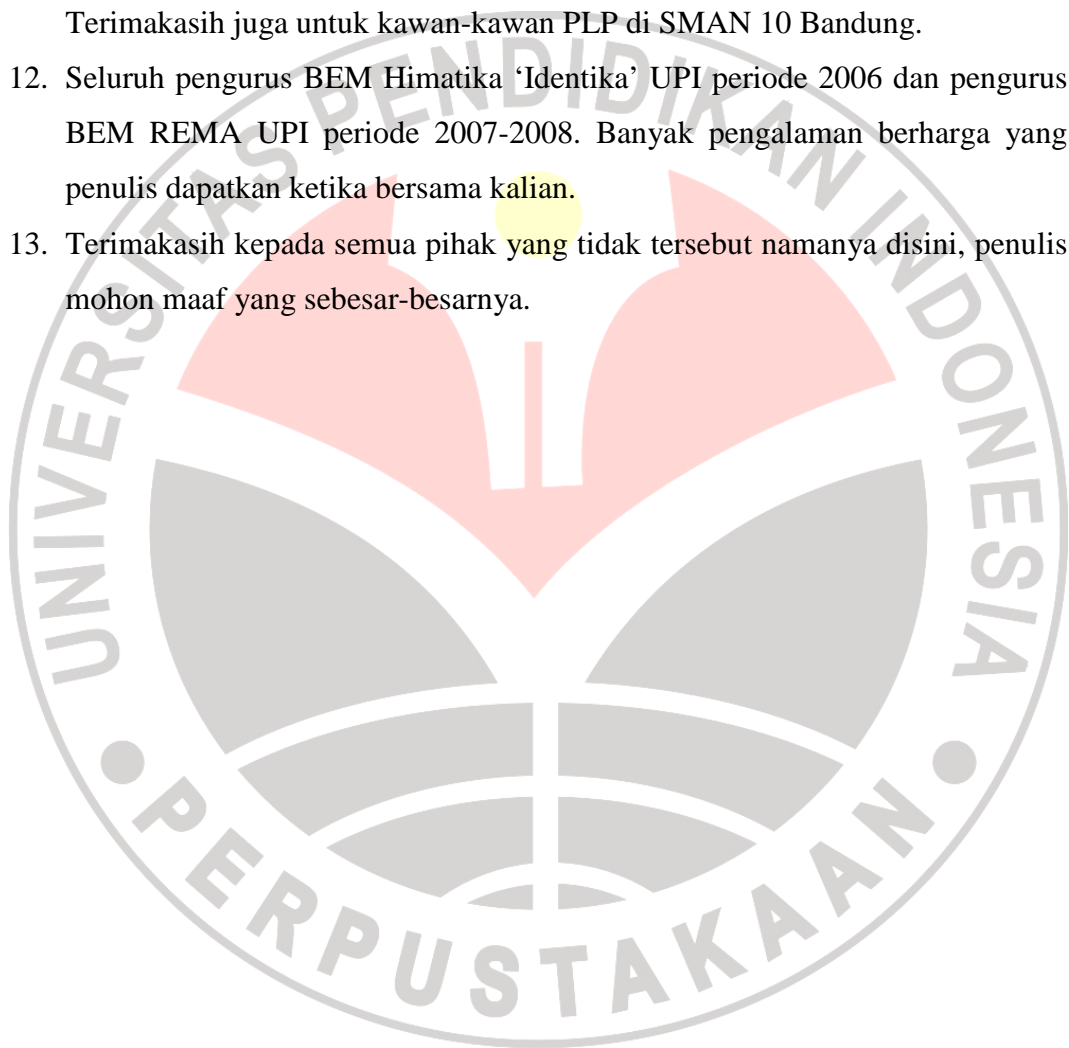 Terimakasih juga untuk kawan-kawan PLP di SMAN 10 Bandung.
12. Seluruh pengurus BEM Himatika ‘Identika’ UPI periode 2006 dan pengurus
BEM REMA UPI periode 2007-2008. Banyak pengalaman berharga yang
penulis dapatkan ketika bersama kalian.
13. Terimakasih kepada semua pihak yang tidak tersebut namanya disini, penulis
mohon maaf yang sebesar-besarnya.
UNIVERSITAS PENDIDIKAN INDONESIA
PERPUSTAKAAN